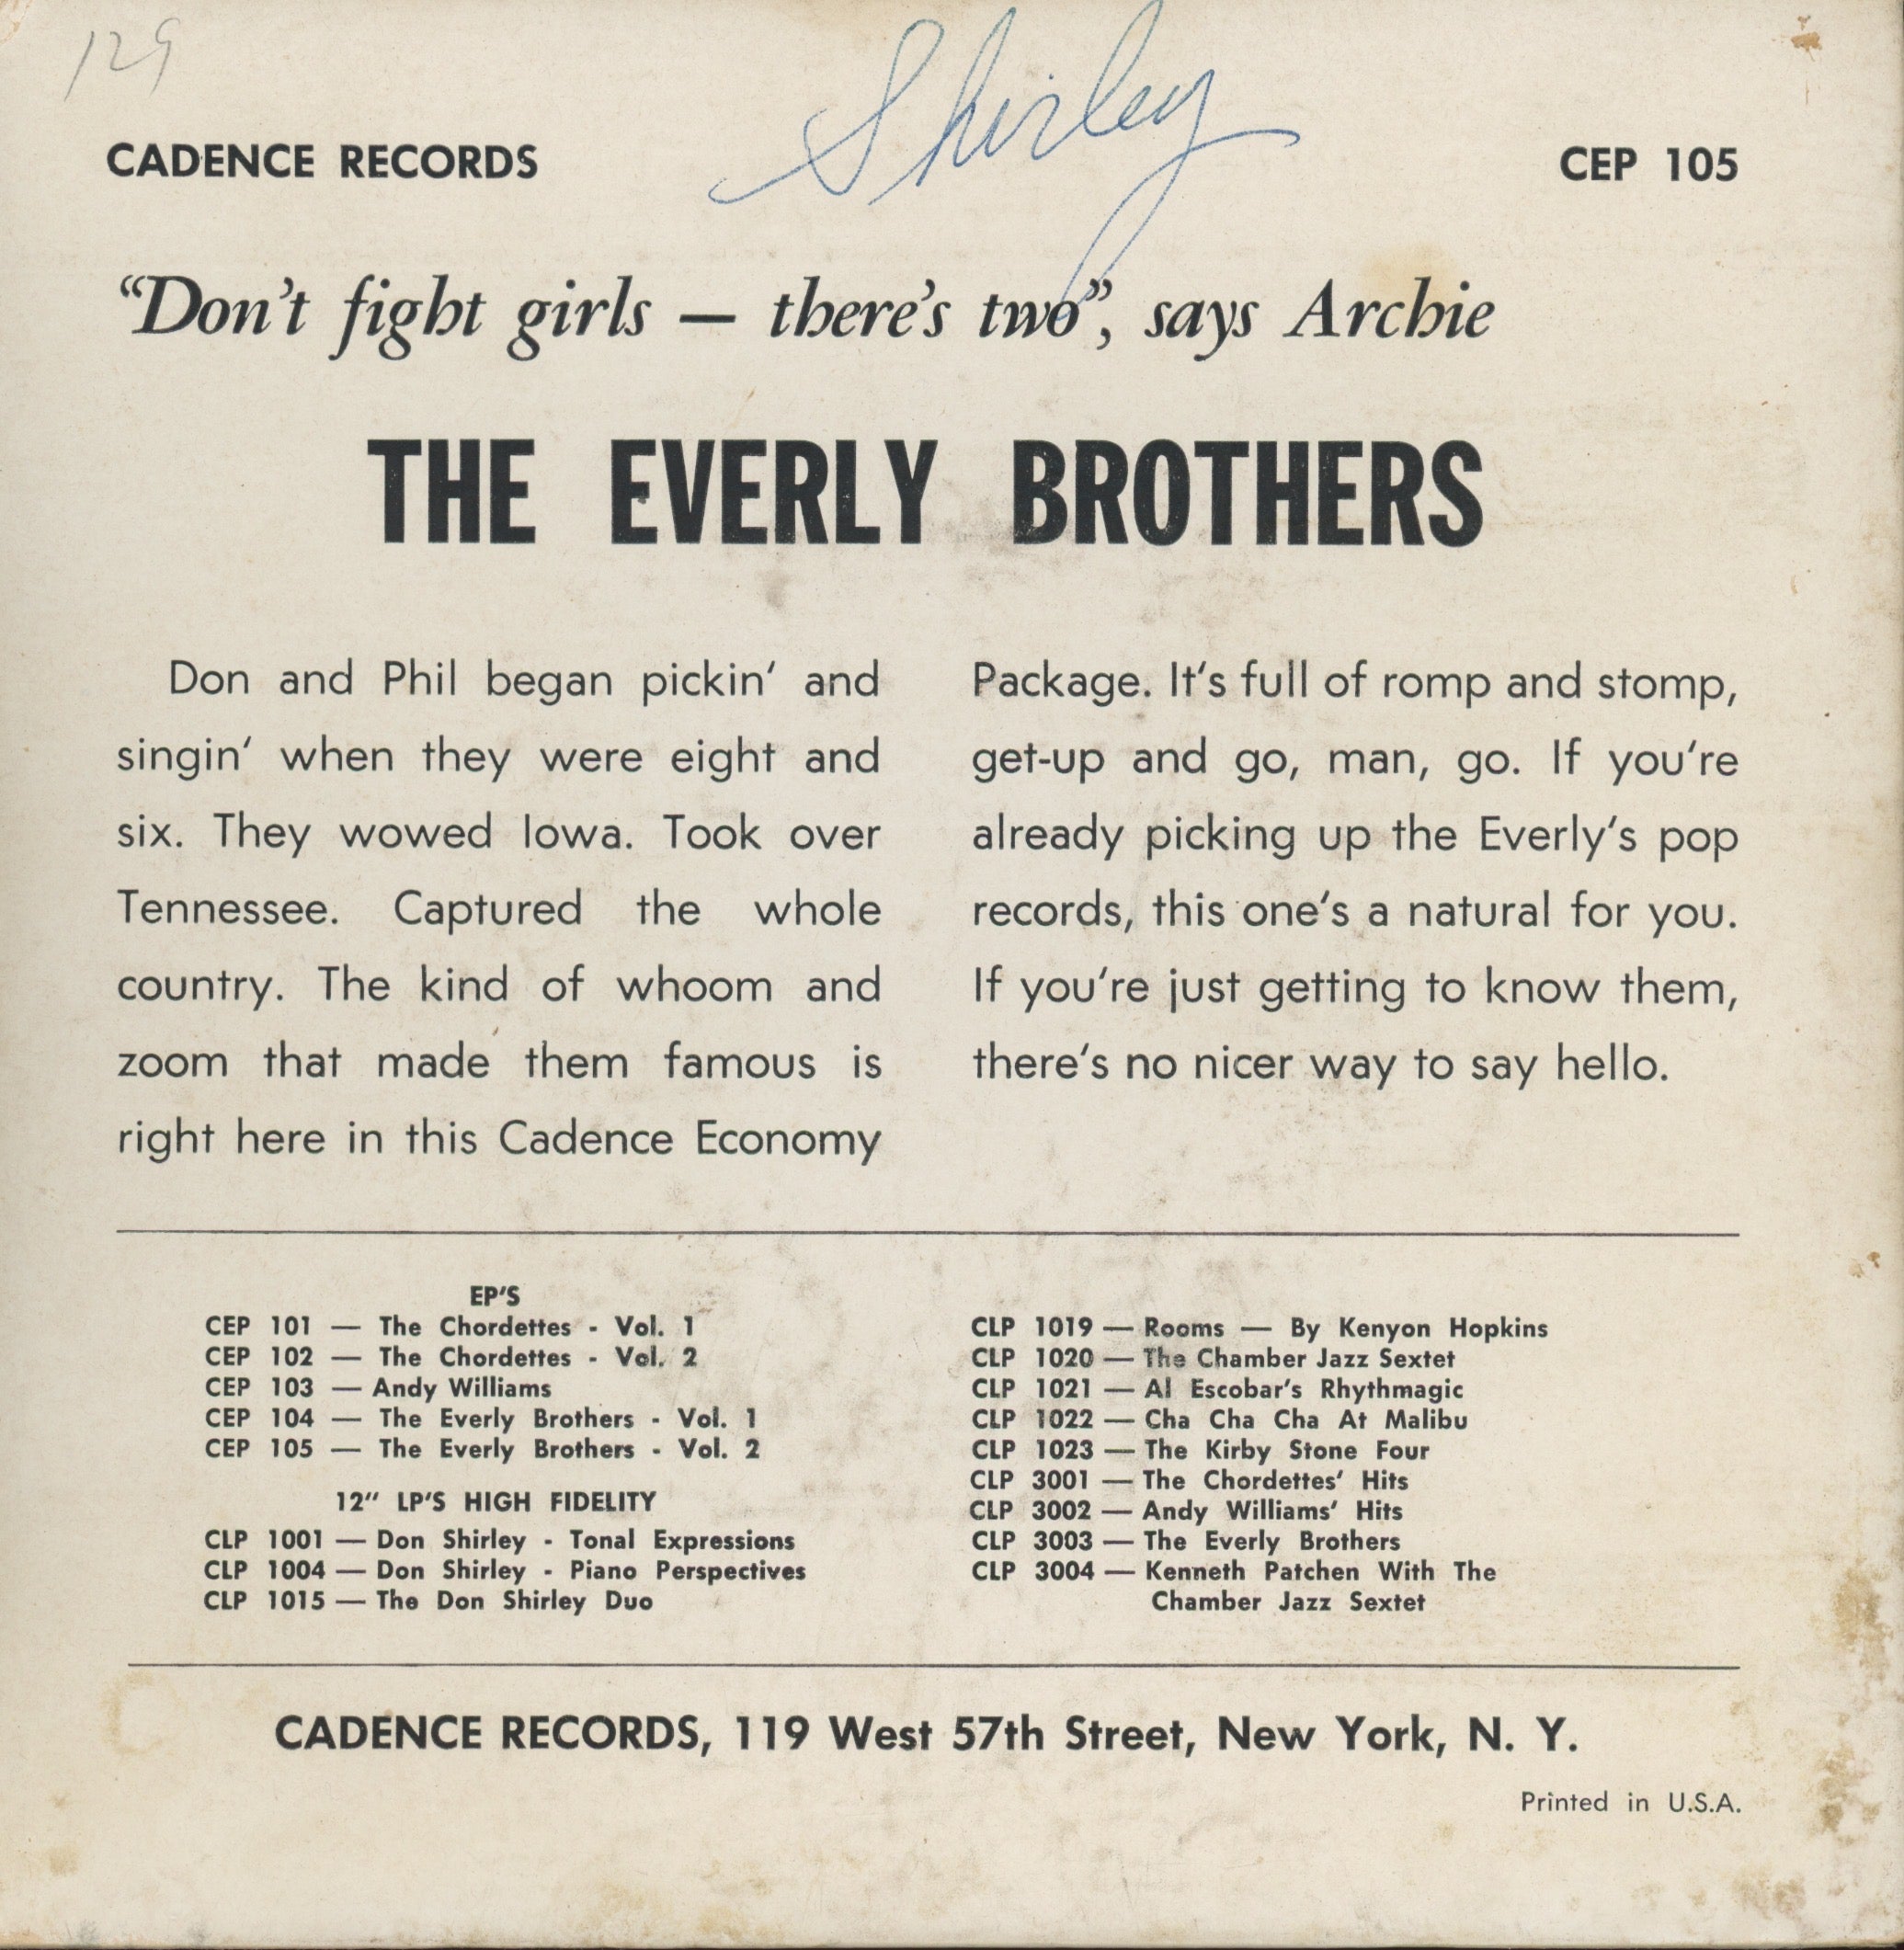 129
Shirley
CADENCE RECORDS
CEP 105
“Don't fight girls — there's two”, says Archie
THE EVERLY BROTHERS
Don and Phil began pickin' and
singin' when they were eight and
six. They wowed Iowa. Took over
Tennessee. Captured the whole
country. The kind of whoom and
zoom that made them famous is
right here in this Cadence Economy
Package. It's full of romp and stomp,
get-up and go, man, go. If you're
already picking up the Everly's pop
records, this one's a natural for you.
If you're just getting to know them,
there's no nicer way to say hello.
EP'S
CEP 101 — The Chordettes - Vol. 1
CEP 102 — The Chordettes - Vol. 2
CEP 103 — Andy Williams
CEP 104 — The Everly Brothers - Vol. 1
CEP 105 — The Everly Brothers - Vol. 2
12" LP'S HIGH FIDELITY
CLP 1001 — Don Shirley - Tonal Expressions
CLP 1004 — Don Shirley - Piano Perspectives
CLP 1015 — The Don Shirley Duo
CLP 1019 — Rooms — By Kenyon Hopkins
CLP 1020 — The Chamber Jazz Sextet
CLP 1021 — Al Escobar's Rhythmagic
CLP 1022 — Cha Cha Cha At Malibu
CLP 1023 — The Kirby Stone Four
CLP 3001 — The Chordettes' Hits
CLP 3002 — Andy Williams' Hits
CLP 3003 — The Everly Brothers
CLP 3004 — Kenneth Patchen With The
Chamber Jazz Sextet
CADENCE RECORDS, 119 West 57th Street, New York, N. Y.
Printed in U.S.A.